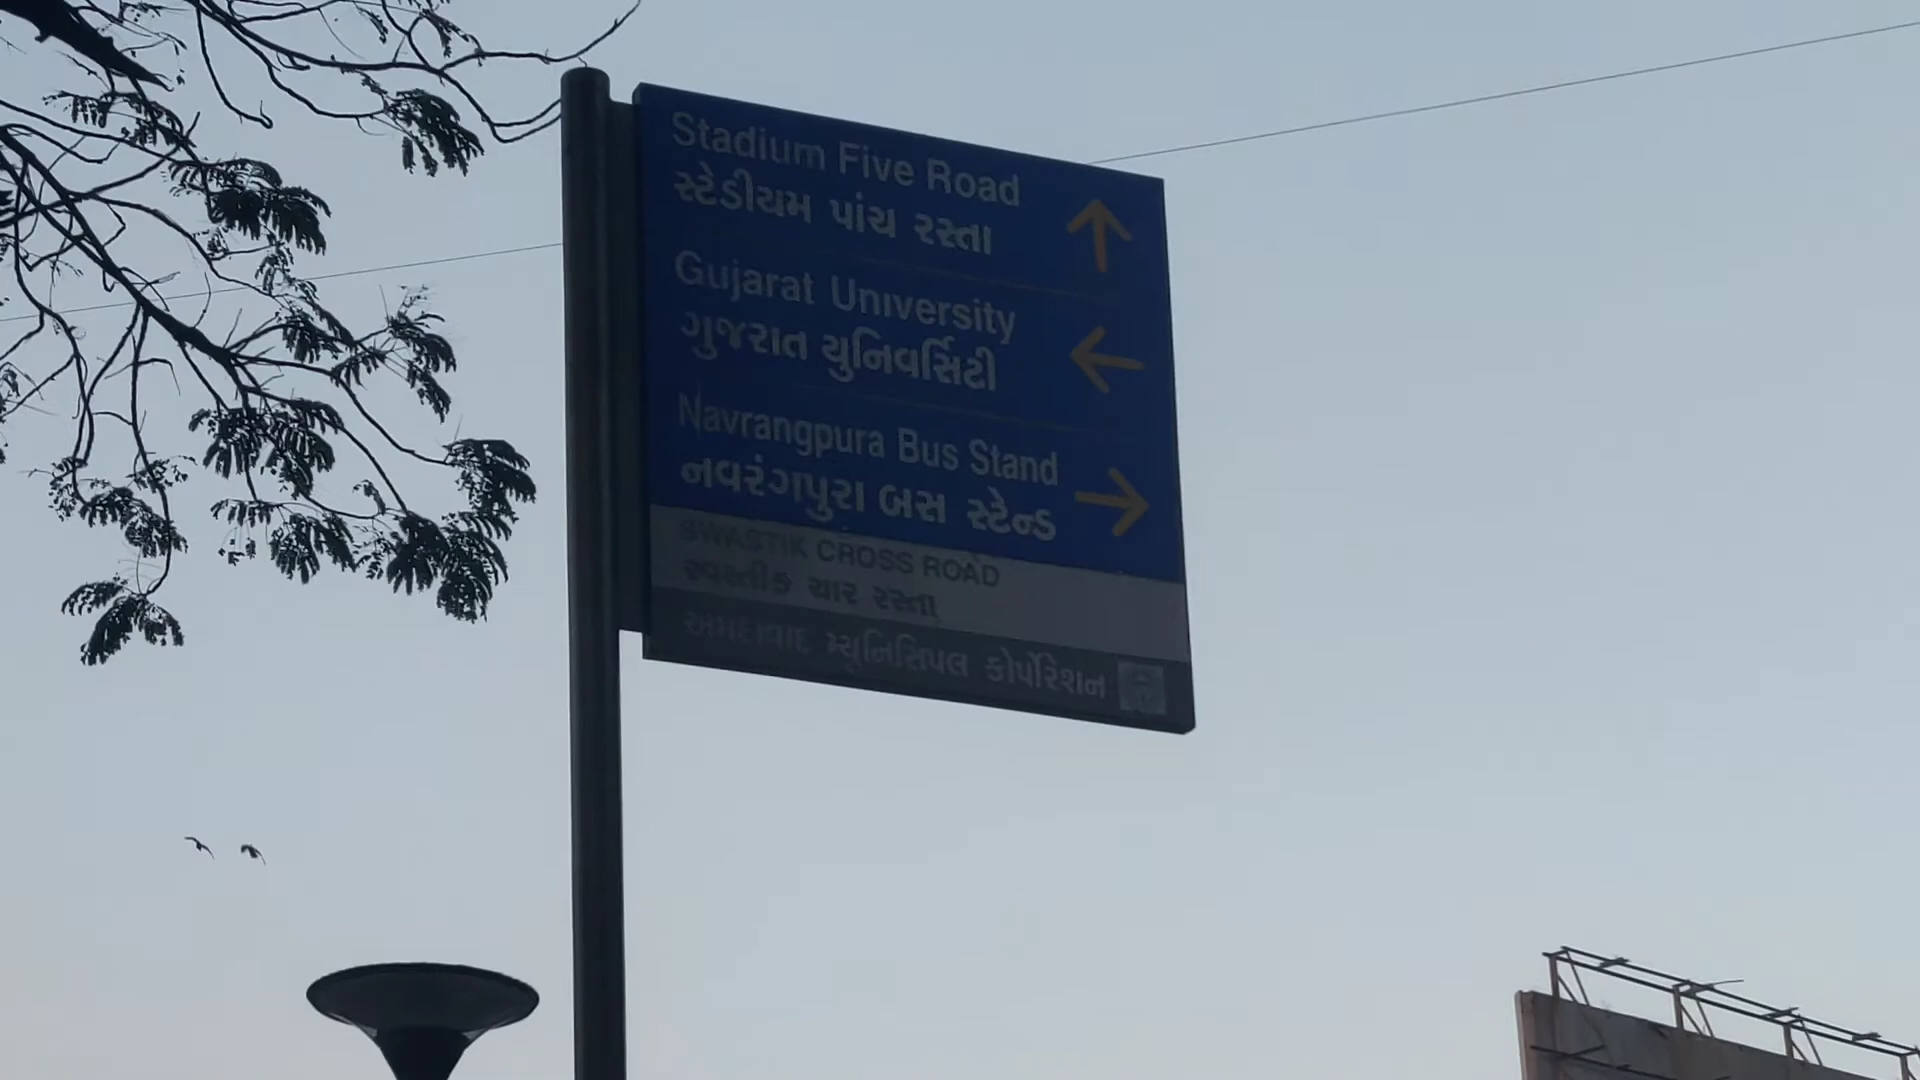 Stadium Five Road
સ્ટેડીયમ પાંચ રસ્તા
Gujarat University
ગુજરાત યુનિવર્સિટી
Navrangpura Bus Stand
નવરંગપુરા બસ સ્ટેન્ડ
SWASTIK CROSS ROAD
સ્વસ્તીક ચાર રસ્તા
અમદાવાદ મ્યુનિસિપલ કોર્પોરેશન